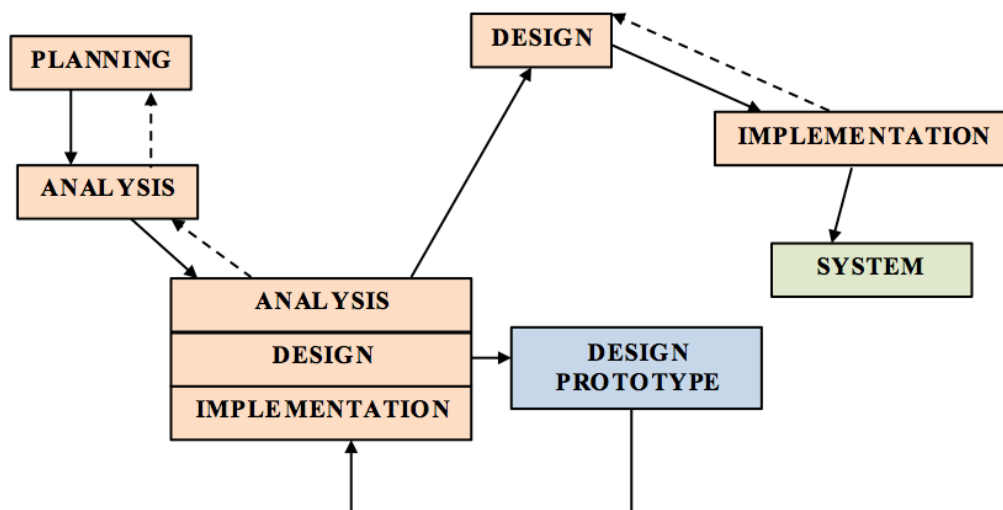 PLANNING
ANALYSIS
ANALYSIS
DESIGN
IMPLEMENTATION
DESIGN
PROTOTYPE
DESIGN
IMPLEMENTATION
SYSTEM